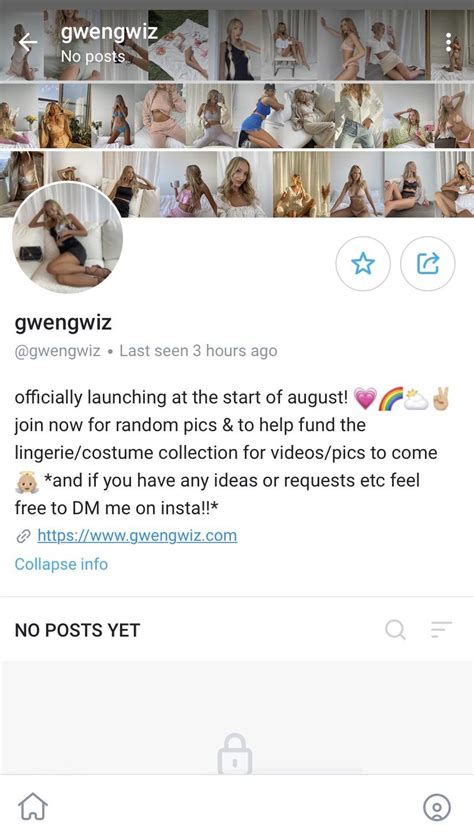 gwengwiz
No posts
gwengwiz
@gwengwiz • Last seen 3 hours ago
officially launching at the start of august! 💗🌈🌥️✌🏼
join now for random pics & to help fund the
lingerie/costume collection for videos/pics to come
👼🏼 *and if you have any ideas or requests etc feel
free to DM me on insta!!*
https://www.gwengwiz.com
Collapse info
NO POSTS YET